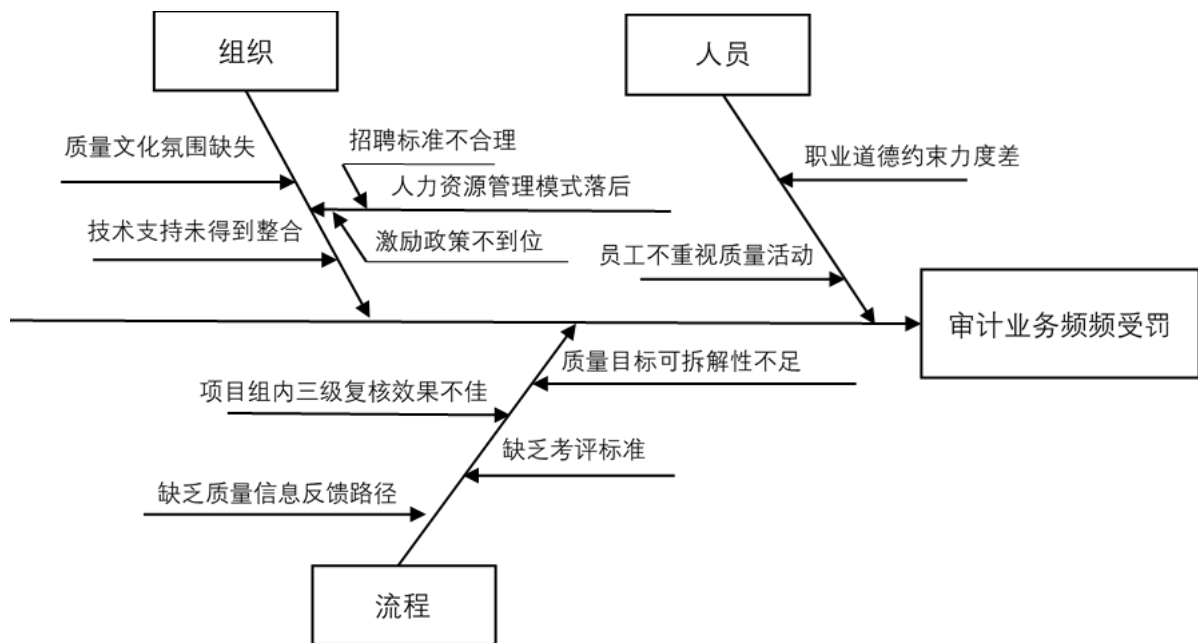 组织
人员
质量文化氛围缺失
招聘标准不合理
职业道德约束力度差
人力资源管理模式落后
技术支持未得到整合
激励政策不到位
员工不重视质量活动
审计业务频频受罚
质量目标可拆解性不足
项目组内三级复核效果不佳
缺乏考评标准
缺乏质量信息反馈路径
流程